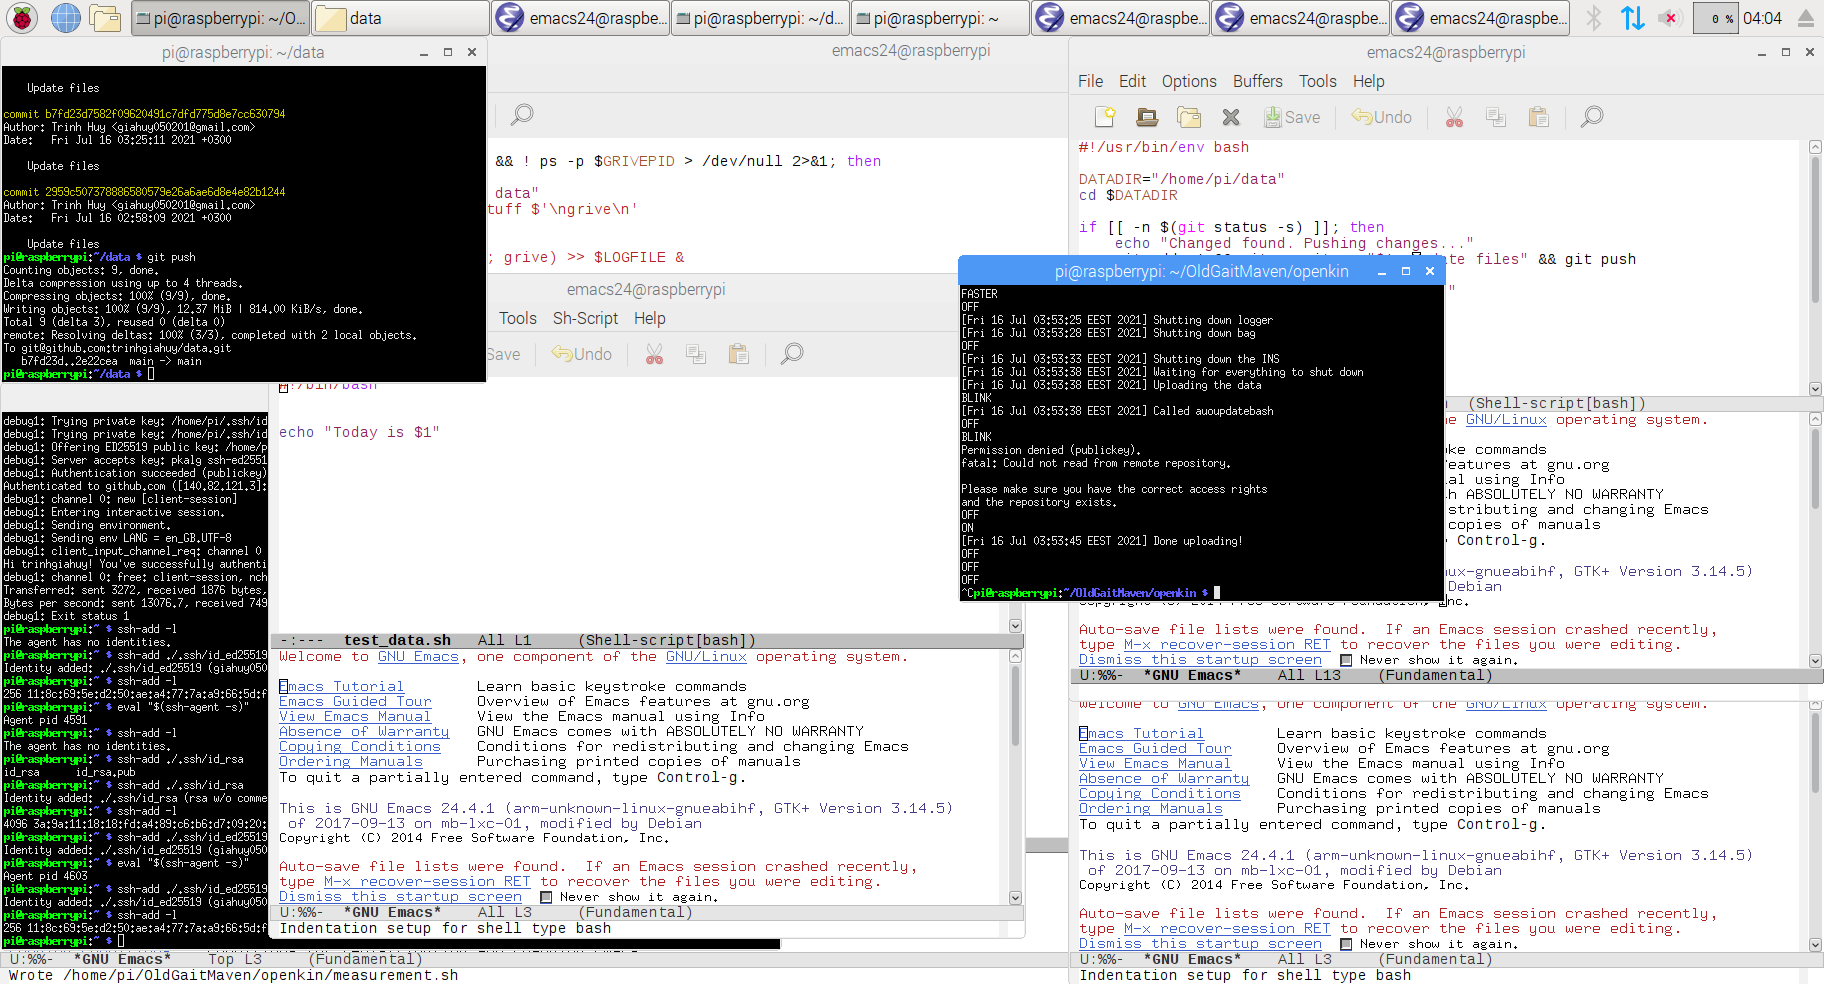 pi@raspberrypi: ~/O...
data
emacs24@raspbe...
pi@raspberrypi: ~/d...
pi@raspberrypi: ~
emacs24@raspbe...
emacs24@raspbe...
emacs24@raspbe...
0 %
04:04
pi@raspberrypi: ~/data
Update files
commit b7fd23d7582f09620491c7dfd775d8e7cc630794
Author: Trinh Huy <giahuy050201@gmail.com>
Date:   Fri Jul 16 03:25:11 2021 +0300
Update files
commit 2959c507378886580579e26a6ae6d8e4e82b1244
Author: Trinh Huy <giahuy050201@gmail.com>
Date:   Fri Jul 16 02:58:09 2021 +0300
Update files
pi@raspberrypi:~/data $ git push
Counting objects: 9, done.
Delta compression using up to 4 threads.
Compressing objects: 100% (9/9), done.
Writing objects: 100% (9/9), 12.37 MiB | 814.00 KiB/s, done.
Total 9 (delta 3), reused 0 (delta 0)
remote: Resolving deltas: 100% (3/3), completed with 2 local objects.
To git@github.com:trinhgiahuy/data.git
b7fd23d..2e22cea  main -> main
pi@raspberrypi:~/data $
emacs24@raspberrypi
&& ! ps -p $GRIVEPID > /dev/null 2>&1; then
data"
tuff $'\ngrive\n'
; grive) >> $LOGFILE &
emacs24@raspberrypi
Tools Sh-Script Help
Save Undo
#!/bin/bash
echo "Today is $1"
-:--- test_data.sh All L1 (Shell-script[bash])
Welcome to GNU Emacs, one component of the GNU/Linux operating system.
Emacs Tutorial Learn basic keystroke commands
Emacs Guided Tour Overview of Emacs features at gnu.org
View Emacs Manual View the Emacs manual using Info
Absence of Warranty GNU Emacs comes with ABSOLUTELY NO WARRANTY
Copying Conditions Conditions for redistributing and changing Emacs
Ordering Manuals Purchasing printed copies of manuals
To quit a partially entered command, type Control-g.
This is GNU Emacs 24.4.1 (arm-unknown-linux-gnueabihf, GTK+ Version 3.14.5)
of 2017-09-13 on mb-lxc-01, modified by Debian
Copyright (C) 2014 Free Software Foundation, Inc.
Auto-save file lists were found.  If an Emacs session crashed recently,
type M-x recover-session RET to recover the files you were editing.
Dismiss this startup screen Never show it again.
U:%%- *GNU Emacs* All L3 (Fundamental)
Indentation setup for shell type bash
debug1: Trying private key: /home/pi/.ssh/id
debug1: Trying private key: /home/pi/.ssh/id
debug1: Offering ED25519 public key: /home/p
debug1: Server accepts key: pkalg ssh-ed2551
debug1: Authentication succeeded (publickey)
Authenticated to github.com ([140.82.121.3]:
debug1: channel 0: new [client-session]
debug1: Entering interactive session.
debug1: Sending environment.
debug1: Sending env LANG = en_GB.UTF-8
debug1: client_input_channel_req: channel 0
Hi trinhgiahuy! You've successfully authenti
debug1: channel 0: free: client-session, nch
Transferred: sent 3272, received 1876 bytes,
Bytes per second: sent 13076.7, received 749
debug1: Exit status 1
pi@raspberrypi:~ $ ssh-add -l
The agent has no identities.
pi@raspberrypi:~ $ ssh-add ./.ssh/id_ed25519
Identity added: ./.ssh/id_ed25519 (giahuy050
pi@raspberrypi:~ $ ssh-add -l
256 11:8c:69:5e:d2:50:ae:a4:77:7a:a9:66:5d:f
pi@raspberrypi:~ $ eval "$(ssh-agent -s)"
Agent pid 4591
pi@raspberrypi:~ $ ssh-add -l
The agent has no identities.
pi@raspberrypi:~ $ ssh-add ./.ssh/id_rsa
id_rsa     id_rsa.pub
pi@raspberrypi:~ $ ssh-add ./.ssh/id_rsa
Identity added: ./.ssh/id_rsa (rsa w/o comme
pi@raspberrypi:~ $ ssh-add -l
4096 3a:9a:11:18:18:fd:a4:89:c6:b6:d7:09:20:
pi@raspberrypi:~ $ ssh-add ./.ssh/id_ed25519
Identity added: ./.ssh/id_ed25519 (giahuy050
pi@raspberrypi:~ $ eval "$(ssh-agent -s)"
Agent pid 4603
pi@raspberrypi:~ $ ssh-add ./.ssh/id_ed25519
Identity added: ./.ssh/id_ed25519 (giahuy050
pi@raspberrypi:~ $ ssh-add -l
256 11:8c:69:5e:d2:50:ae:a4:77:7a:a9:66:5d:f
pi@raspberrypi:~ $
U:%%- *GNU Emacs* Top L3 (Fundamental)
Wrote /home/pi/OldGaitMaven/openkin/measurement.sh
emacs24@raspberrypi
File Edit Options Buffers Tools Help
Save Undo
#!/usr/bin/env bash
DATADIR="/home/pi/data"
cd $DATADIR
if [[ -n $(git status -s) ]]; then
echo "Changed found. Pushing changes..."
date files" && git push
"
(Shell-script[bash])
he GNU/Linux operating system.
ke commands
features at gnu.org
al using Info
h ABSOLUTELY NO WARRANTY
stributing and changing Emacs
copies of manuals
Control-g.
nux-gnueabihf, GTK+ Version 3.14.5)
Debian
Copyright (C) 2014 Free Software Foundation, Inc.
Auto-save file lists were found.  If an Emacs session crashed recently,
type M-x recover-session RET to recover the files you were editing.
Dismiss this startup screen Never show it again.
U:%%- *GNU Emacs* All L13 (Fundamental)
Welcome to GNU Emacs, one component of the GNU/Linux operating system.
Emacs Tutorial Learn basic keystroke commands
Emacs Guided Tour Overview of Emacs features at gnu.org
View Emacs Manual View the Emacs manual using Info
Absence of Warranty GNU Emacs comes with ABSOLUTELY NO WARRANTY
Copying Conditions Conditions for redistributing and changing Emacs
Ordering Manuals Purchasing printed copies of manuals
To quit a partially entered command, type Control-g.
This is GNU Emacs 24.4.1 (arm-unknown-linux-gnueabihf, GTK+ Version 3.14.5)
of 2017-09-13 on mb-lxc-01, modified by Debian
Copyright (C) 2014 Free Software Foundation, Inc.
Auto-save file lists were found.  If an Emacs session crashed recently,
type M-x recover-session RET to recover the files you were editing.
Dismiss this startup screen Never show it again.
U:%%- *GNU Emacs* All L3 (Fundamental)
Indentation setup for shell type bash
pi@raspberrypi: ~/OldGaitMaven/openkin
FASTER
OFF
[Fri 16 Jul 03:53:25 EEST 2021] Shutting down logger
[Fri 16 Jul 03:53:28 EEST 2021] Shutting down bag
OFF
[Fri 16 Jul 03:53:33 EEST 2021] Shutting down the INS
[Fri 16 Jul 03:53:38 EEST 2021] Waiting for everything to shut down
[Fri 16 Jul 03:53:38 EEST 2021] Uploading the data
BLINK
[Fri 16 Jul 03:53:38 EEST 2021] Called auoupdatebash
OFF
BLINK
Permission denied (publickey).
fatal: Could not read from remote repository.
Please make sure you have the correct access rights
and the repository exists.
OFF
ON
[Fri 16 Jul 03:53:45 EEST 2021] Done uploading!
OFF
OFF
OFF
^Cpi@raspberrypi:~/OldGaitMaven/openkin $